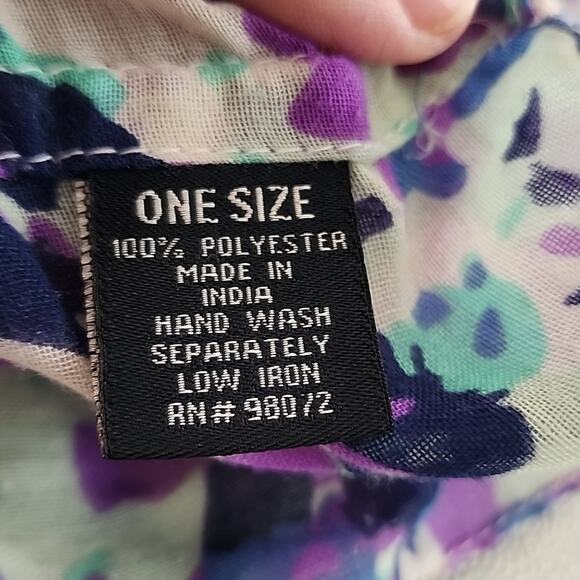 ONE SIZE
100% POLYESTER
MADE IN
INDIA
HAND WASH
SEPARATELY
LOW IRON
RN# 98072